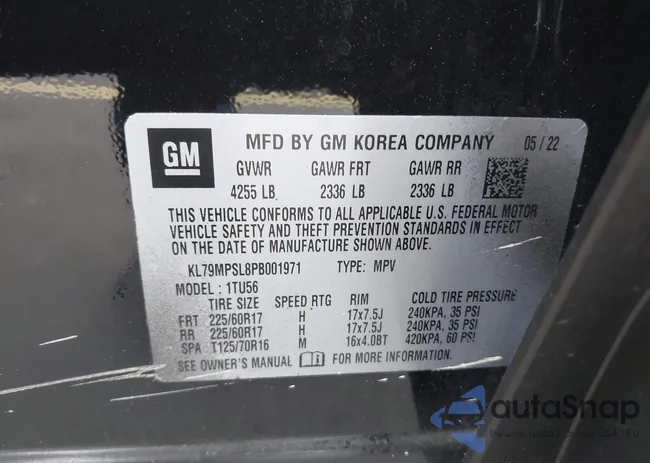 GM
MFD BY GM KOREA COMPANY 05 / 22
GVWR GAWR FRT GAWR RR
4255 LB 2336 LB 2336 LB
THIS VEHICLE CONFORMS TO ALL APPLICABLE U.S. FEDERAL MOTOR
VEHICLE SAFETY AND THEFT PREVENTION STANDARDS IN EFFECT
ON THE DATE OF MANUFACTURE SHOWN ABOVE.
KL79MPSL8PB001971 TYPE: MPV
MODEL : 1TU56
TIRE SIZE SPEED RTG RIM COLD TIRE PRESSURE
FRT 225/60R17 H 17x7.5J 240KPA, 35 PSI
RR 225/60R17 H 17x7.5J 240KPA, 35 PSI
SPA T125/70R16 M 16x4.0BT 420KPA, 60 PSI
SEE OWNER'S MANUAL FOR MORE INFORMATION.
autaSnap